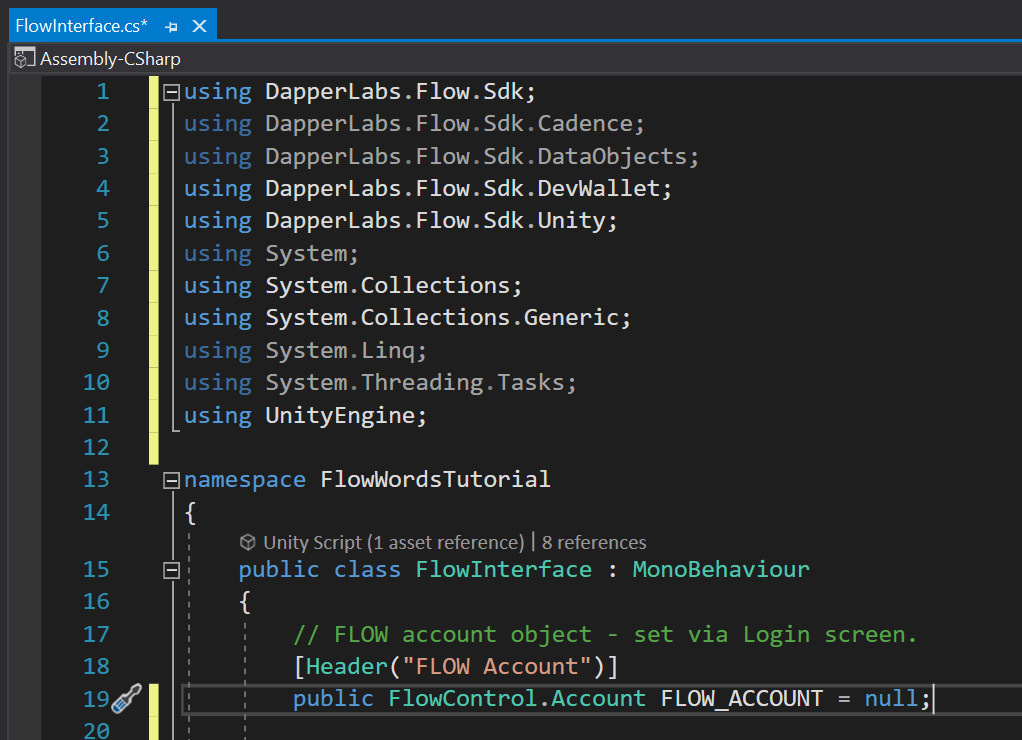 FlowInterface.cs*
Assembly-CSharp
1 using DapperLabs.Flow.Sdk;
2 using DapperLabs.Flow.Sdk.Cadence;
3 using DapperLabs.Flow.Sdk.DataObjects;
4 using DapperLabs.Flow.Sdk.DevWallet;
5 using DapperLabs.Flow.Sdk.Unity;
6 using System;
7 using System.Collections;
8 using System.Collections.Generic;
9 using System.Linq;
10 using System.Threading.Tasks;
11 using UnityEngine;
12
13 namespace FlowWordsTutorial
14 {
Unity Script (1 asset reference) | 8 references
15 public class FlowInterface : MonoBehaviour
16 {
17 // FLOW account object - set via Login screen.
18 [Header("FLOW Account")]
19 public FlowControl.Account FLOW_ACCOUNT = null;
20